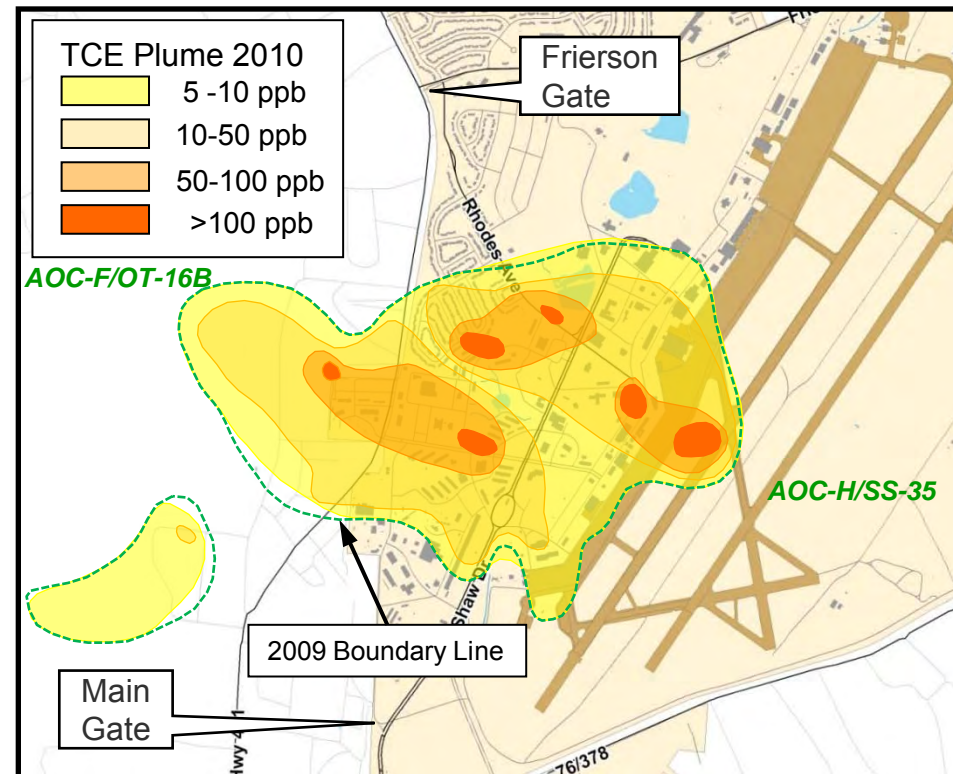 TCE Plume 2010
5 -10 ppb
10-50 ppb
50-100 ppb
>100 ppb
Frierson
Gate
Rhodes Ave
AOC-F/OT-16B
AOC-H/SS-35
Shaw Dr
2009 Boundary Line
Main
Gate
76/378